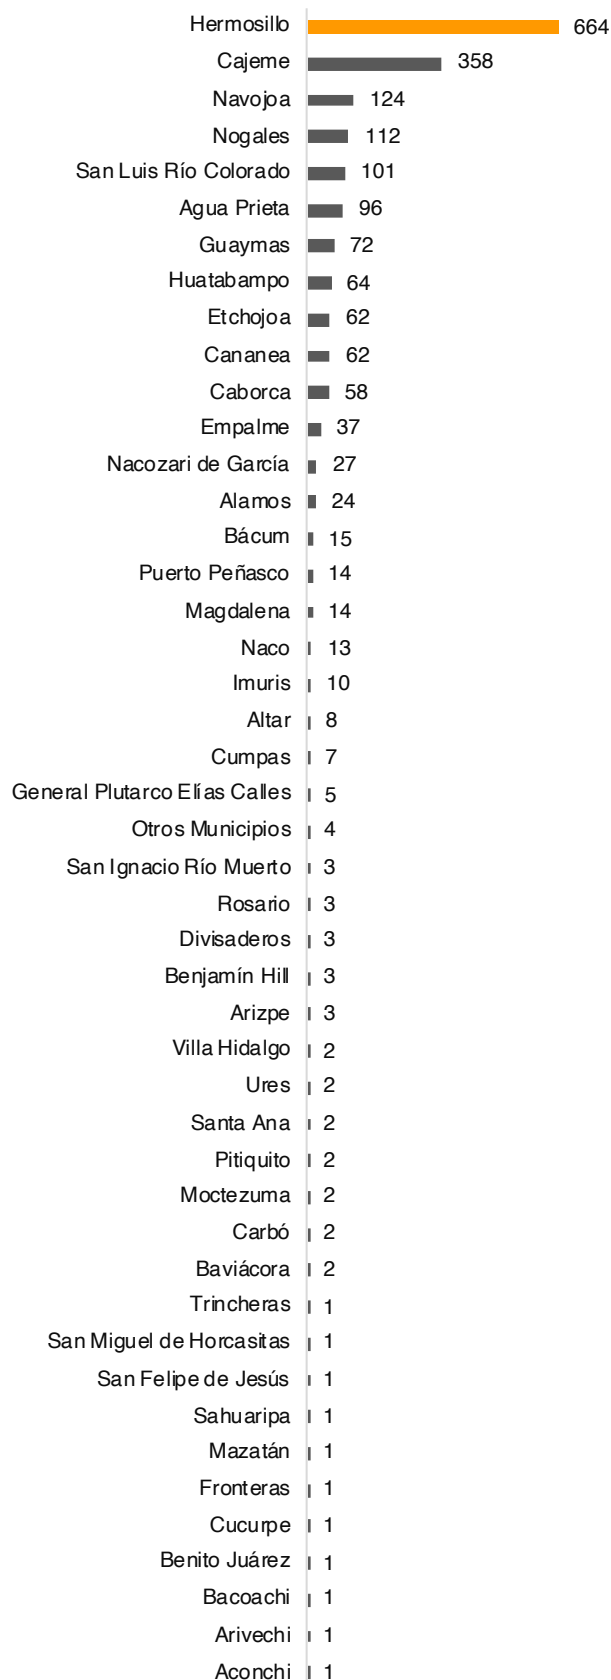 Hermosillo 664
Cajeme 358
Navojoa 124
Nogales 112
San Luis Río Colorado 101
Agua Prieta 96
Guaymas 72
Huatabampo 64
Etchojoa 62
Cananea 62
Caborca 58
Empalme 37
Nacozari de García 27
Alamos 24
Bácum 15
Puerto Peñasco 14
Magdalena 14
Naco 13
Imuris 10
Altar 8
Cumpas 7
General Plutarco Elías Calles 5
Otros Municipios 4
San Ignacio Río Muerto 3
Rosario 3
Divisaderos 3
Benjamín Hill 3
Arizpe 3
Villa Hidalgo 2
Ures 2
Santa Ana 2
Pitiquito 2
Moctezuma 2
Carbó 2
Baviácora 2
Trincheras 1
San Miguel de Horcasitas 1
San Felipe de Jesús 1
Sahuaripa 1
Mazatán 1
Fronteras 1
Cucurpe 1
Benito Juárez 1
Bacoachi 1
Arivechi 1
Aconchi 1